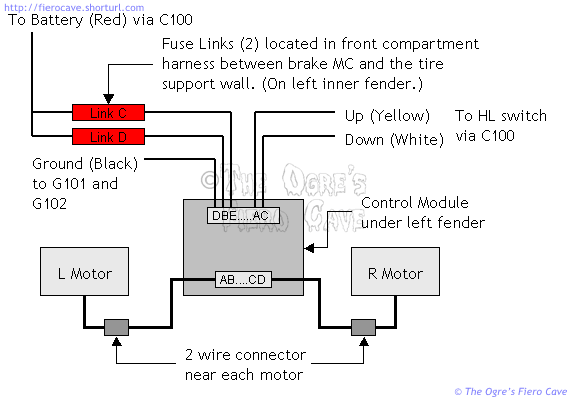 http://fierocave.shorturl.com
To Battery (Red) via C100
Fuse Links (2) located in front compartment
harness between brake MC and the tire
support wall. (On left inner fender.)
Link C
Link D
Up (Yellow)
Down (White)
To HL switch
via C100
Ground (Black)
to G101 and
G102
©The Ogre's
Fiero Cave
DBE.....AC
Control Module
under left fender
L Motor
AB....CD
R Motor
2 wire connector
near each motor
© The Ogre's Fiero Cave